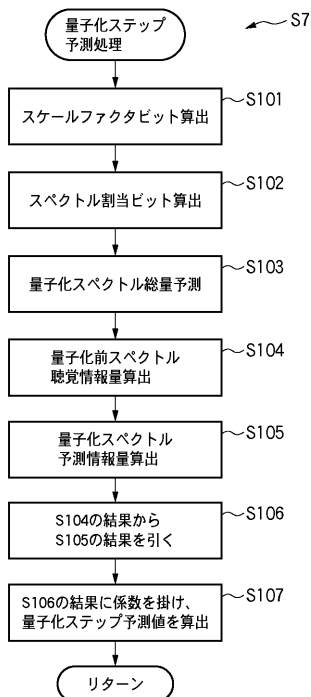 量子化ステップ
予測処理
S7
スケールファクタビット算出
S101
スペクトル割当ビット算出
S102
量子化スペクトル総量予測
S103
量子化前スペクトル
聴覚情報量算出
S104
量子化スペクトル
予測情報量算出
S105
S104の結果から
S105の結果を引く
S106
S106の結果に係数を掛け、
量子化ステップ予測値を算出
S107
リターン